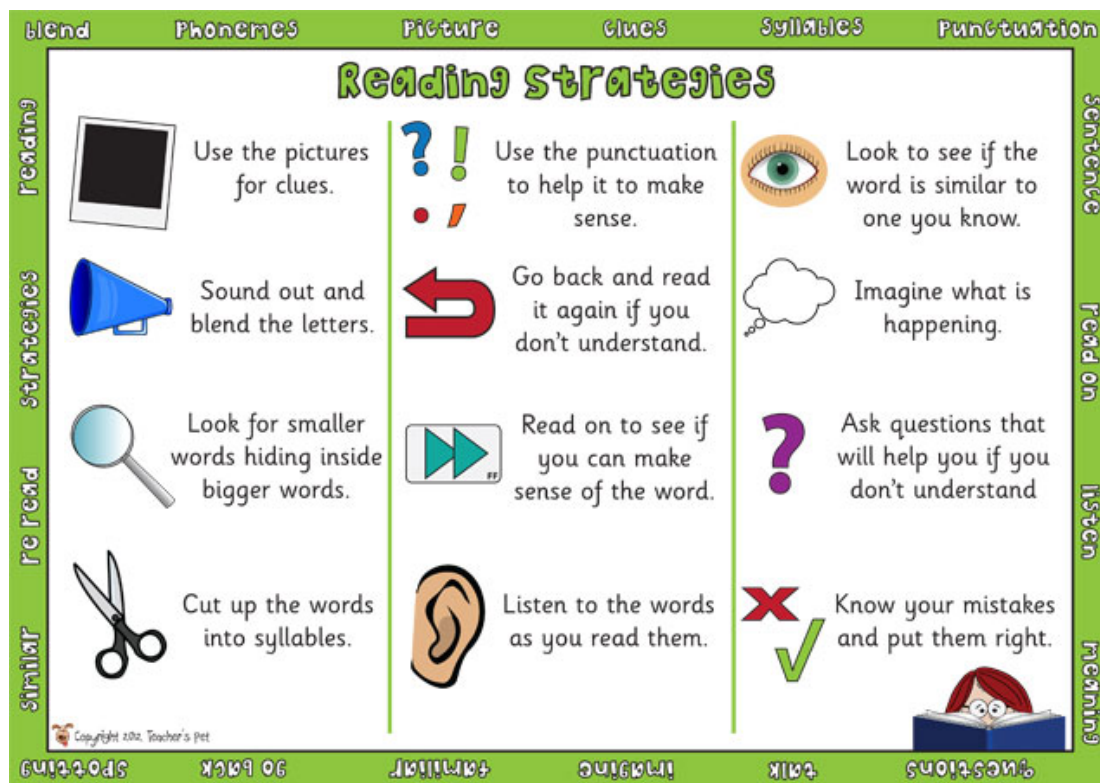 blend Phonemes Picture Clues Syllables Punctuation
Reading Strategies
Use the pictures
for clues.
Sound out and
blend the letters.
Look for smaller
words hiding inside
bigger words.
Cut up the words
into syllables.
Use the punctuation
to help it to make
sense.
Go back and read
it again if you
don't understand.
Read on to see if
you can make
sense of the word.
FF
Listen to the words
as you read them.
Look to see if the
word is similar to
one you know.
Imagine what is
happening.
Ask questions that
will help you if you
don't understand
Know your mistakes
and put them right.
sentence
read on
listen
meaning
questions
talk
imagine
familiar
go back
spotting
similar
re read
strategies
reading
Copyright 2012, Teacher's Pet